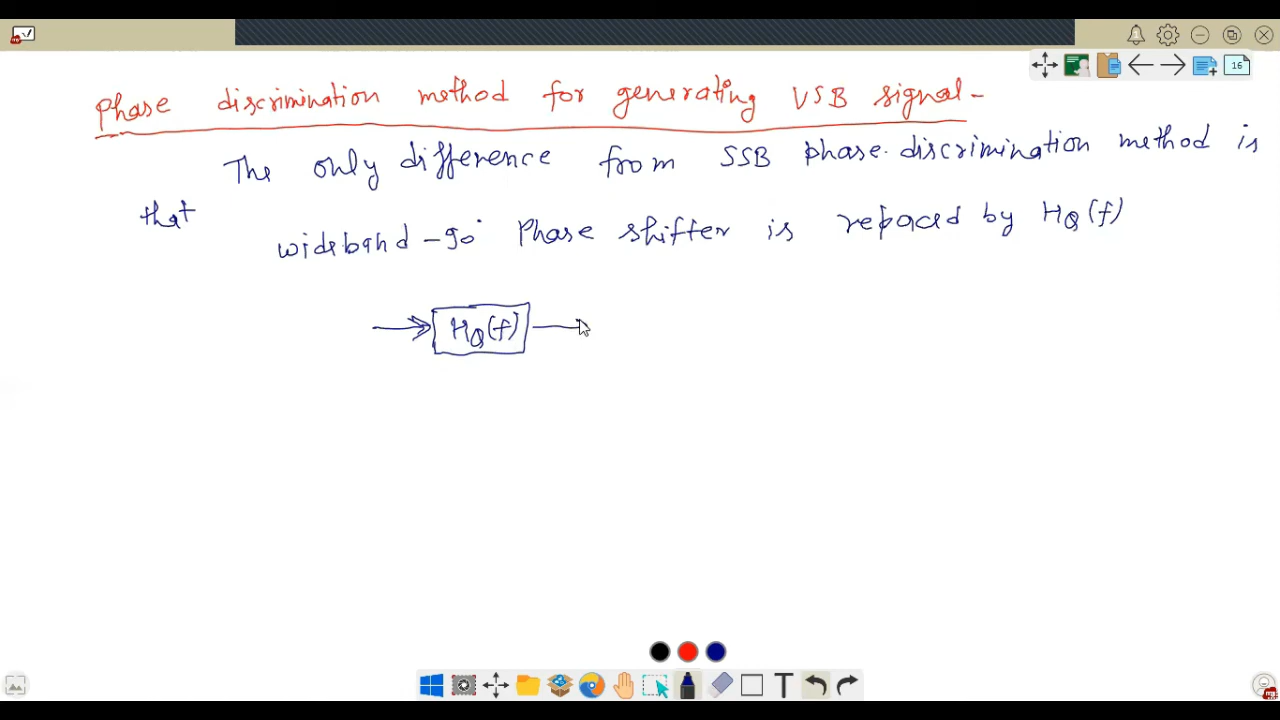 Phase discrimination method for generating VSB signal-
The only difference from SSB phase discrimination method is
that wideband -90° Phase shifter is repaced by HQ(f)
HQ(f)
16
T